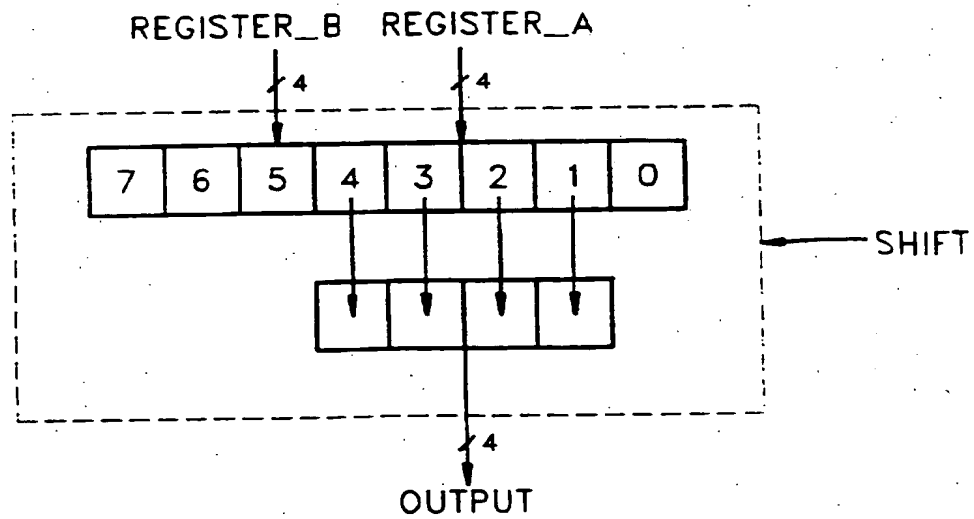 REGISTER_B REGISTER_A
4 4
7 6 5 4 3 2 1 0
SHIFT
4
OUTPUT